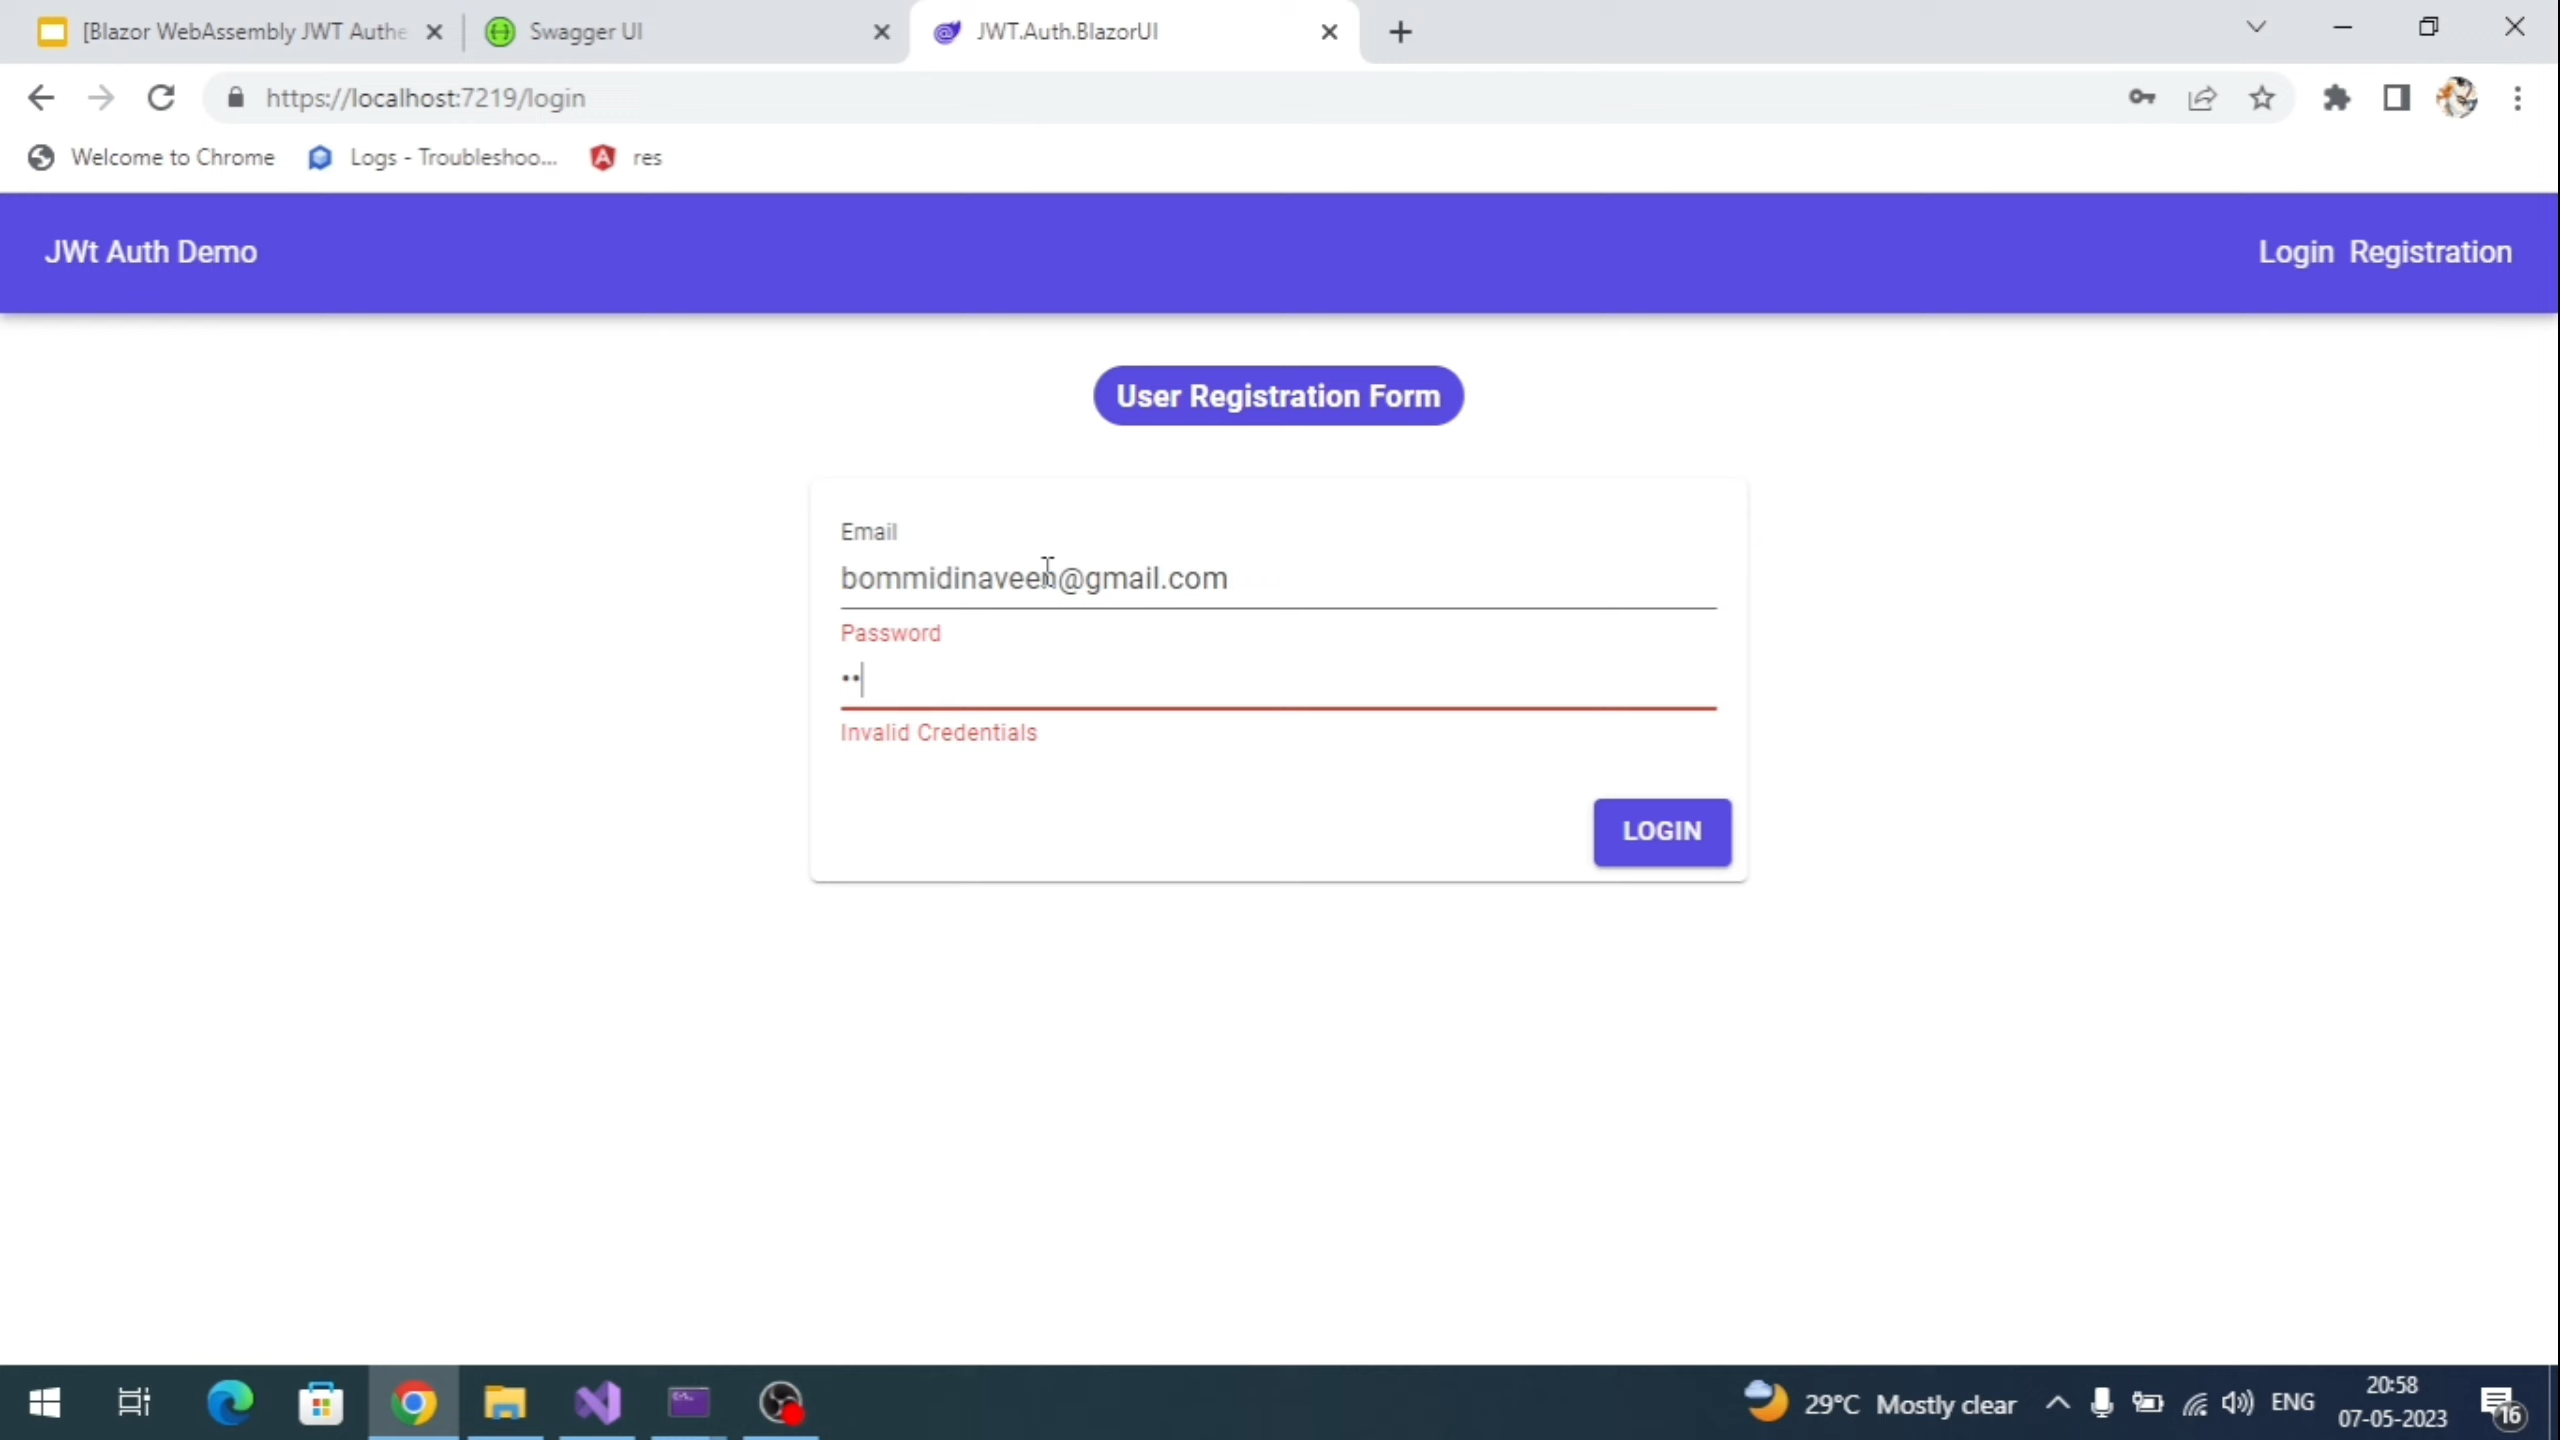 [Blazor WebAssembly JWT Authe
Swagger UI
JWT.Auth.BlazorUI
https://localhost:7219/login
Welcome to Chrome
Logs - Troubleshoo...
res
JWt Auth Demo
Login Registration
User Registration Form
Email
bommidinaveen@gmail.com
Password
••
Invalid Credentials
LOGIN
29°C Mostly clear
ENG
20:58
07-05-2023
16